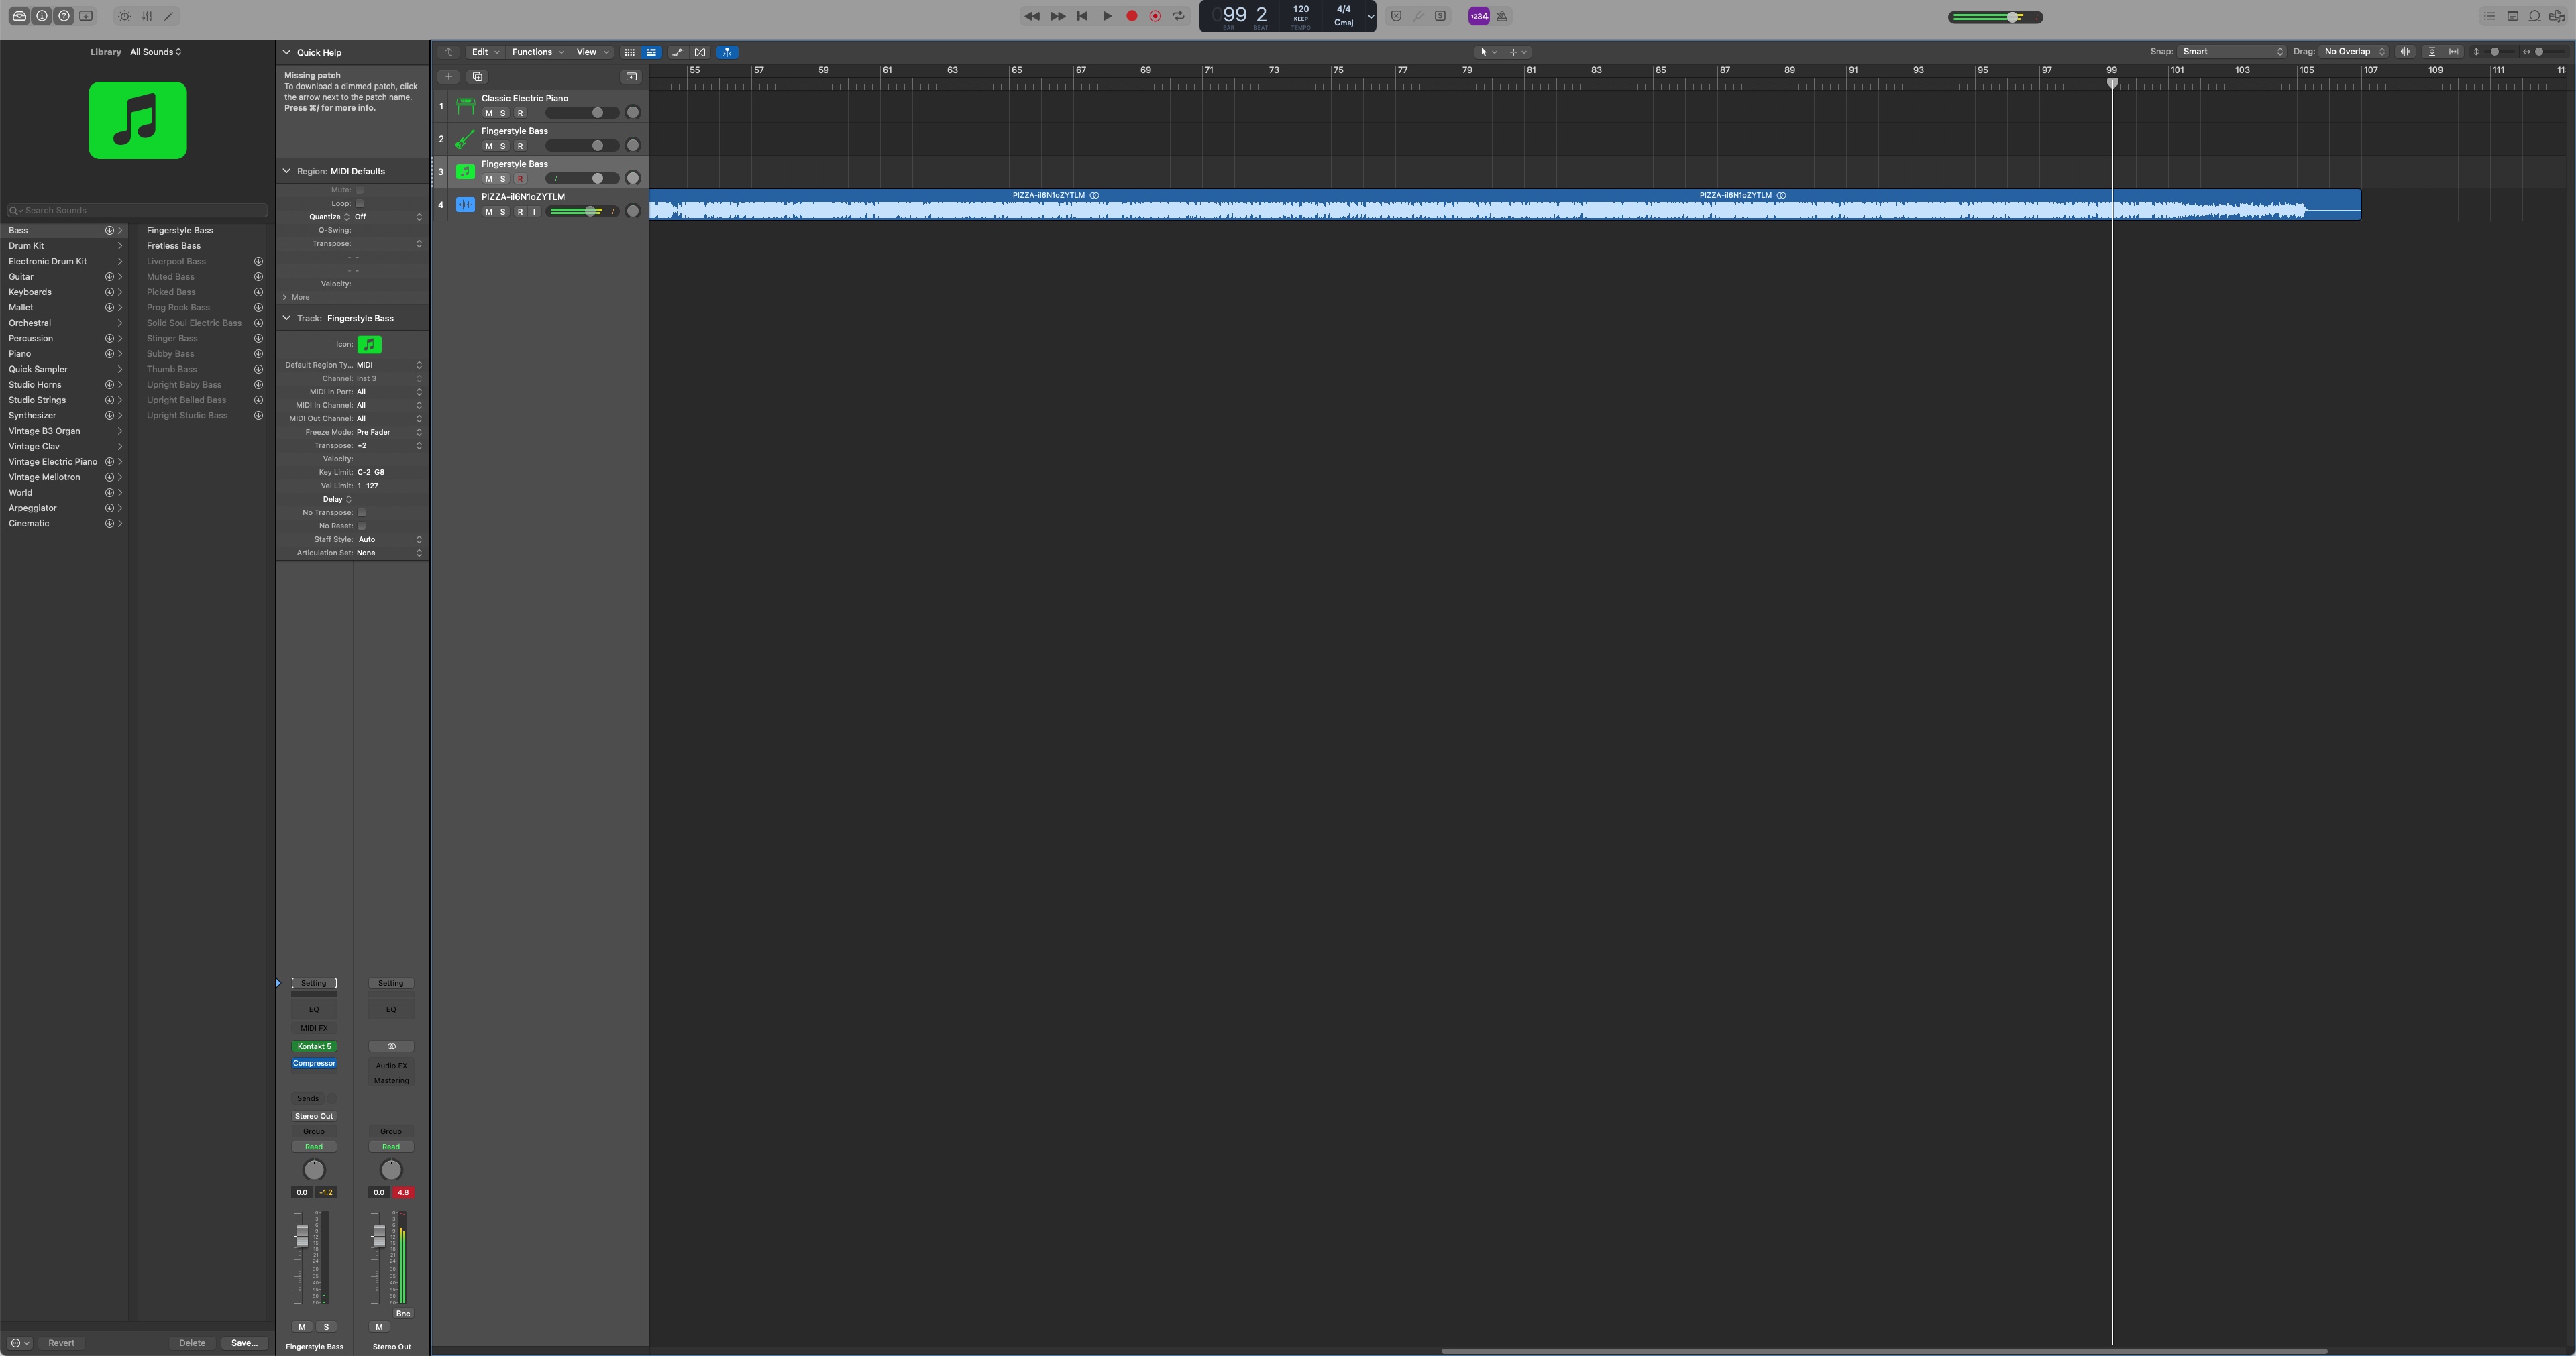 099 2
BAR BEAT
120
KEEP
TEMPO
4/4
Cmaj
1234
Library All Sounds
Search Sounds
Bass
Drum Kit
Electronic Drum Kit
Guitar
Keyboards
Mallet
Orchestral
Percussion
Piano
Quick Sampler
Studio Horns
Studio Strings
Synthesizer
Vintage B3 Organ
Vintage Clav
Vintage Electric Piano
Vintage Mellotron
World
Arpeggiator
Cinematic
Fingerstyle Bass
Fretless Bass
Liverpool Bass
Muted Bass
Picked Bass
Prog Rock Bass
Solid Soul Electric Bass
Stinger Bass
Subby Bass
Thumb Bass
Upright Baby Bass
Upright Ballad Bass
Upright Studio Bass
Revert Delete Save...
Quick Help
Missing patch
To download a dimmed patch, click
the arrow next to the patch name.
Press ⌘/ for more info.
Region: MIDI Defaults
Mute:
Loop:
Quantize Off
Q-Swing:
Transpose:
- -
- -
Velocity:
More
Track: Fingerstyle Bass
Icon:
Default Region Ty... MIDI
Channel: Inst 3
MIDI In Port: All
MIDI In Channel: All
MIDI Out Channel: All
Freeze Mode: Pre Fader
Transpose: +2
Velocity:
Key Limit: C-2 G8
Vel Limit: 1 127
Delay
No Transpose:
No Reset:
Staff Style: Auto
Articulation Set: None
Setting Setting
EQ EQ
MIDI FX
Kontakt 5
Compressor Audio FX
Mastering
Sends
Stereo Out
Group Group
Read Read
0.0 -1.2 0.0 4.8
Bnc
M S M
Fingerstyle Bass Stereo Out
Edit Functions View Snap: Smart Drag: No Overlap
55 57 59 61 63 65 67 69 71 73 75 77 79 81 83 85 87 89 91 93 95 97 99 101 103 105 107 109 111 11
1 Classic Electric Piano
M S R
2 Fingerstyle Bass
M S R
3 Fingerstyle Bass
M S R
4 PIZZA-iI6N1oZYTLM
M S R I
PIZZA-iI6N1oZYTLM PIZZA-iI6N1oZYTLM